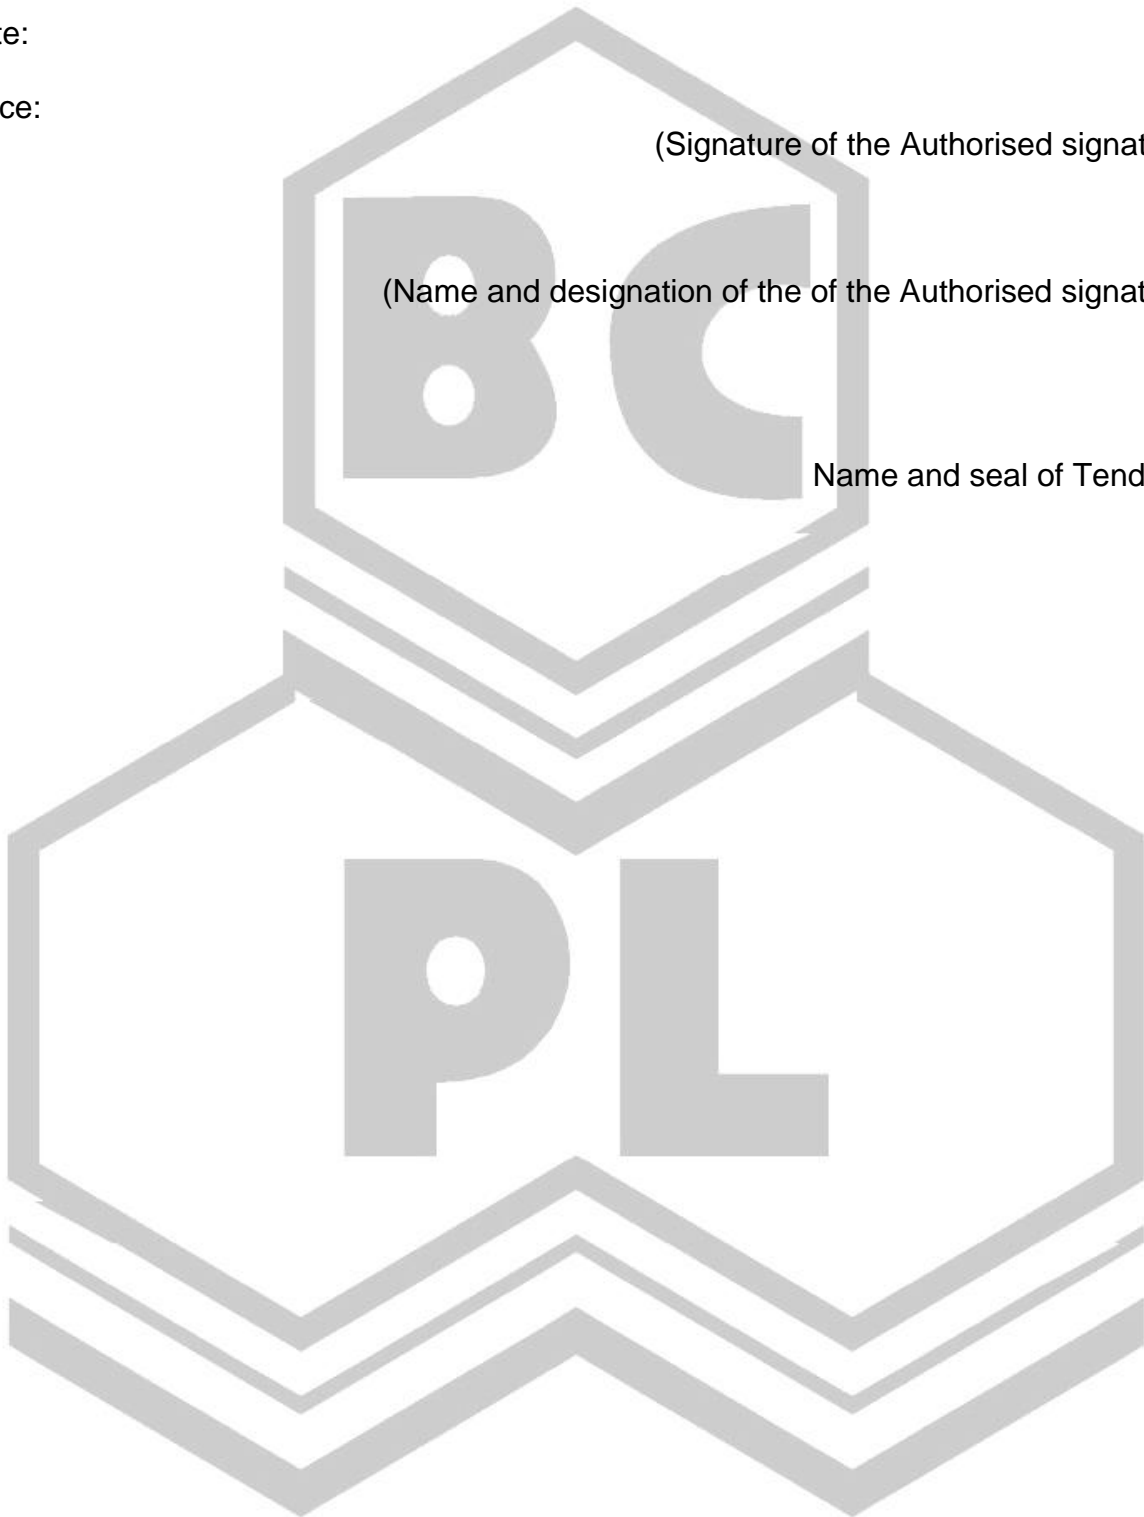 te:
ce:
(Signature of the Authorised signat
(Name and designation of the of the Authorised signat
Name and seal of Tend
BC
PL